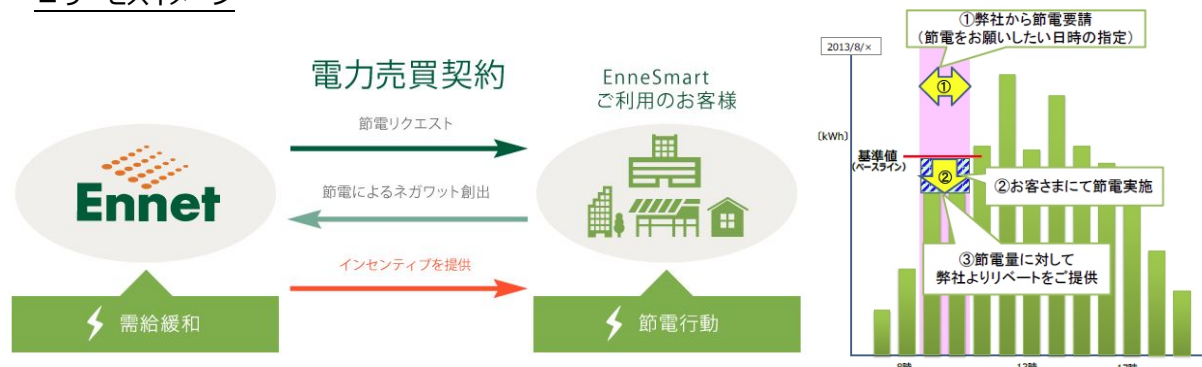 電力売買契約
EnneSmart
ご利用のお客様
節電リクエスト
節電によるネガワット創出
インセンティブを提供
Ennet
需給緩和
節電行動
①弊社から節電要請
(節電をお願いしたい日時の指定)
2013/8/×
①
〔kWh〕
基準値
(ベースライン)
②
②お客さまにて節電実施
③節電量に対して
弊社よりリベートをご提供